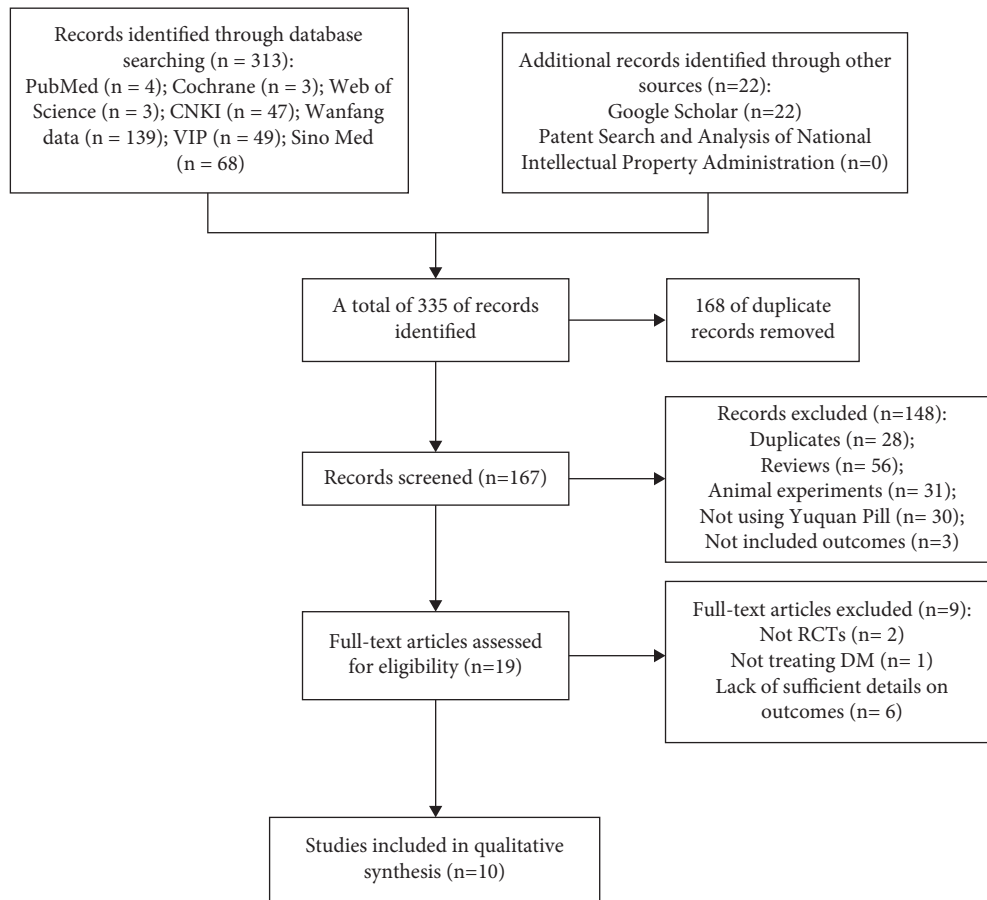 Records identified through database
searching (n = 313):
PubMed (n = 4); Cochrane (n = 3); Web of
Science (n = 3); CNKI (n = 47); Wanfang
data (n = 139); VIP (n = 49); Sino Med
(n = 68)
Additional records identified through other
sources (n=22):
Google Scholar (n=22)
Patent Search and Analysis of National
Intellectual Property Administration (n=0)
A total of 335 of records
identified
168 of duplicate
records removed
Records screened (n=167)
Records excluded (n=148):
Duplicates (n= 28);
Reviews (n= 56);
Animal experiments (n= 31);
Not using Yuquan Pill (n= 30);
Not included outcomes (n=3)
Full-text articles assessed
for eligibility (n=19)
Full-text articles excluded (n=9):
Not RCTs (n= 2)
Not treating DM (n= 1)
Lack of sufficient details on
outcomes (n= 6)
Studies included in qualitative
synthesis (n=10)